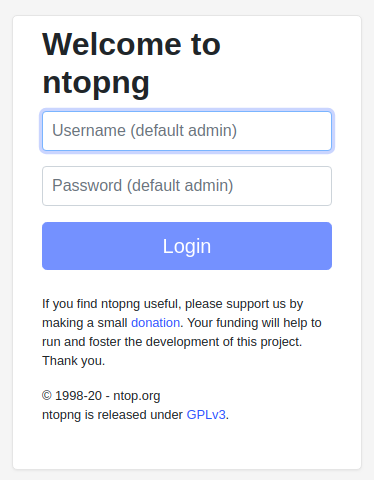 Welcome to
ntopng
Username (default admin)
Password (default admin)
Login
If you find ntopng useful, please support us by
making a small donation. Your funding will help to
run and foster the development of this project.
Thank you.
© 1998-20 - ntop.org
ntopng is released under GPLv3.